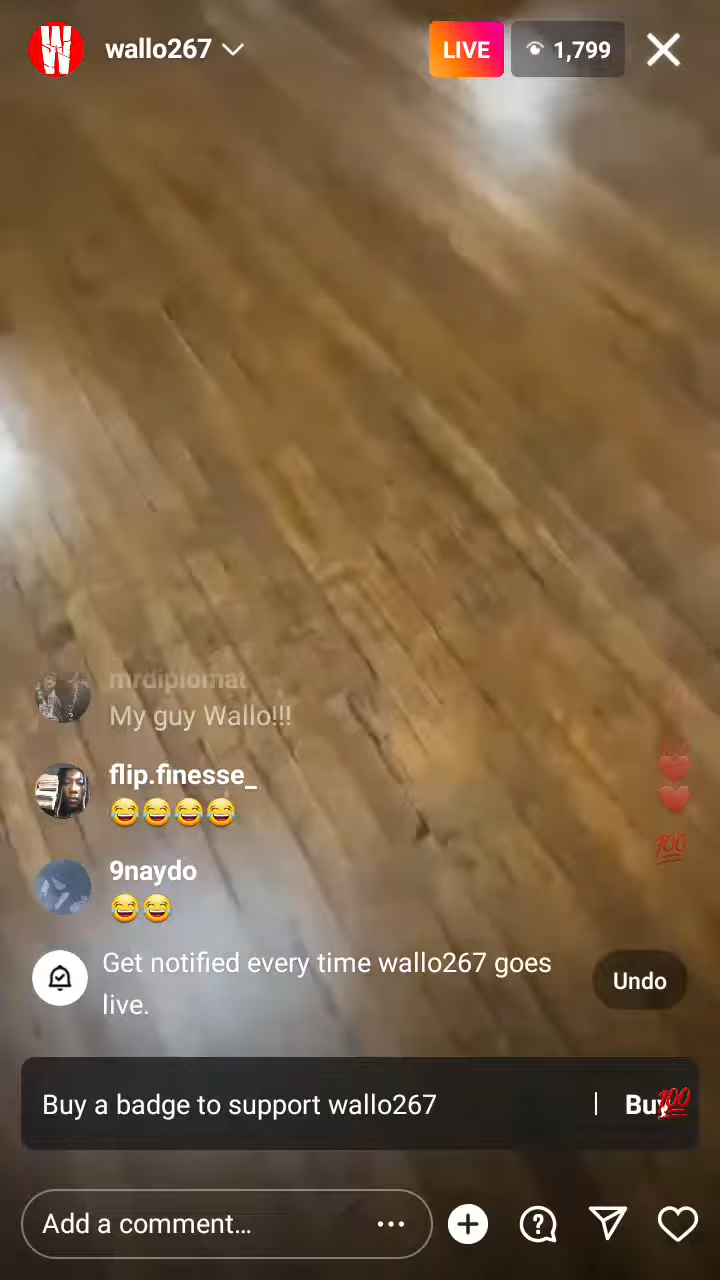 W
wallo267
LIVE
1,799
mrdiplomat
My guy Wallo!!!
flip.finesse_
😂😂😂😂
9naydo
😂😂
Get notified every time wallo267 goes
live.
Undo
Buy a badge to support wallo267 | Buy
💯
Add a comment...